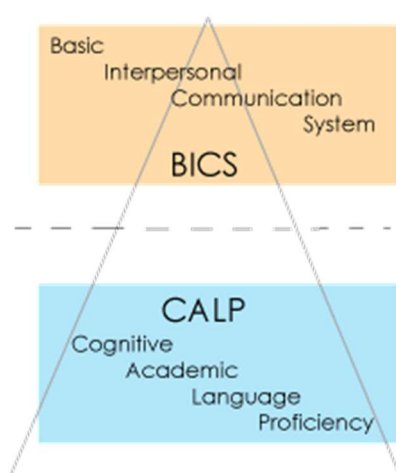 Basic
Interpersonal
Communication
System
BICS
CALP
Cognitive
Academic
Language
Proficiency